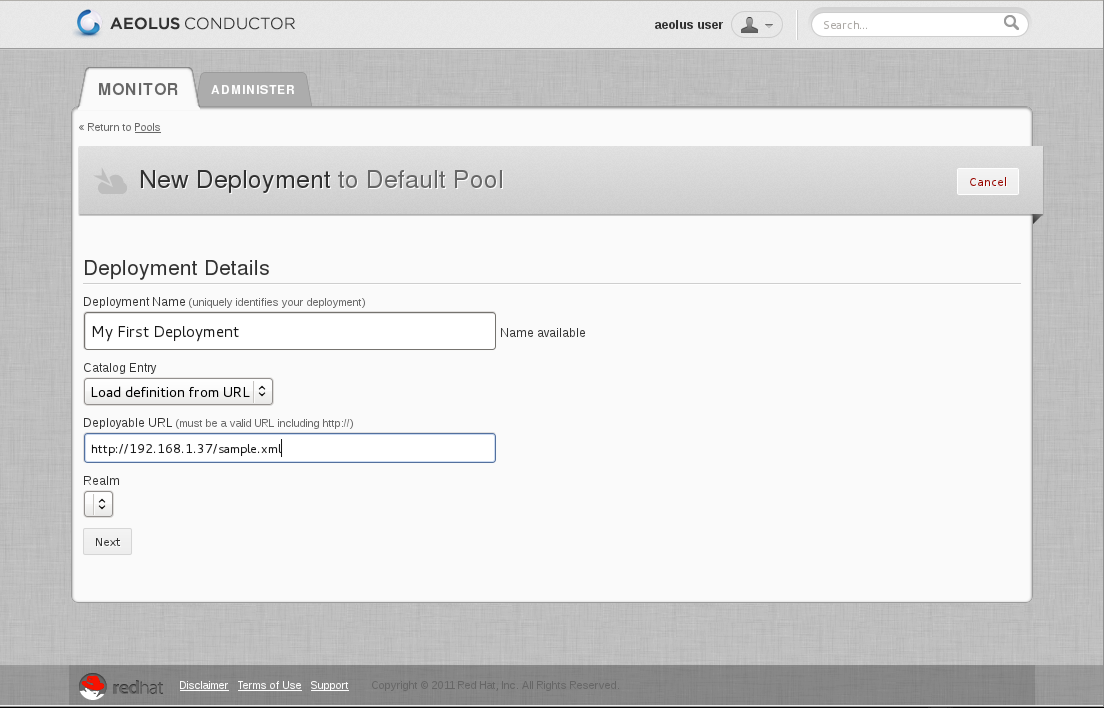 AEOLUS CONDUCTOR
aeolus user
Search...
MONITOR
ADMINISTER
« Return to Pools
New Deployment to Default Pool
Cancel
Deployment Details
Deployment Name (uniquely identifies your deployment)
My First Deployment
Name available
Catalog Entry
Load definition from URL
Deployable URL (must be a valid URL including http://)
http://192.168.1.37/sample.xml
Realm
Next
redhat
Disclaimer Terms of Use Support Copyright © 2011 Red Hat, Inc. All Rights Reserved.